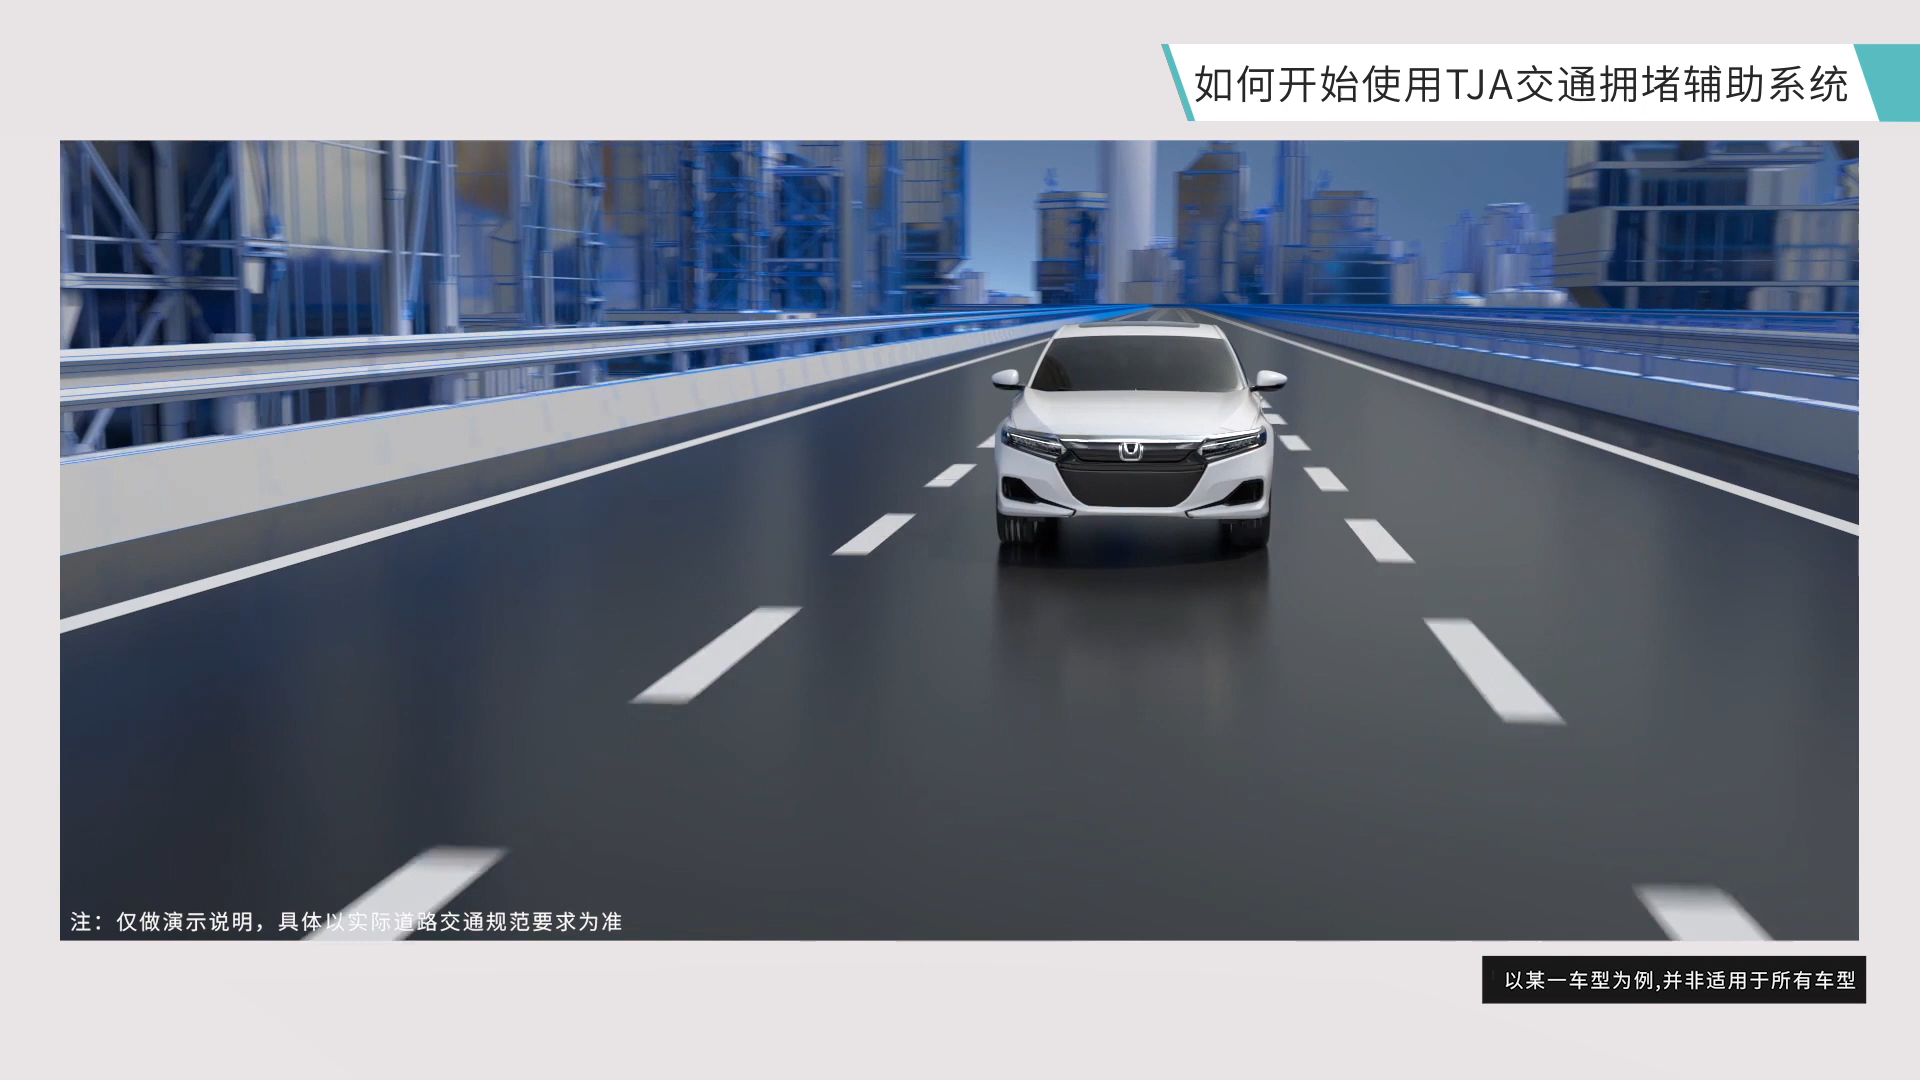 如何开始使用TJA交通拥堵辅助系统
注：仅做演示说明，具体以实际道路交通规范要求为准
以某一车型为例,并非适用于所有车型